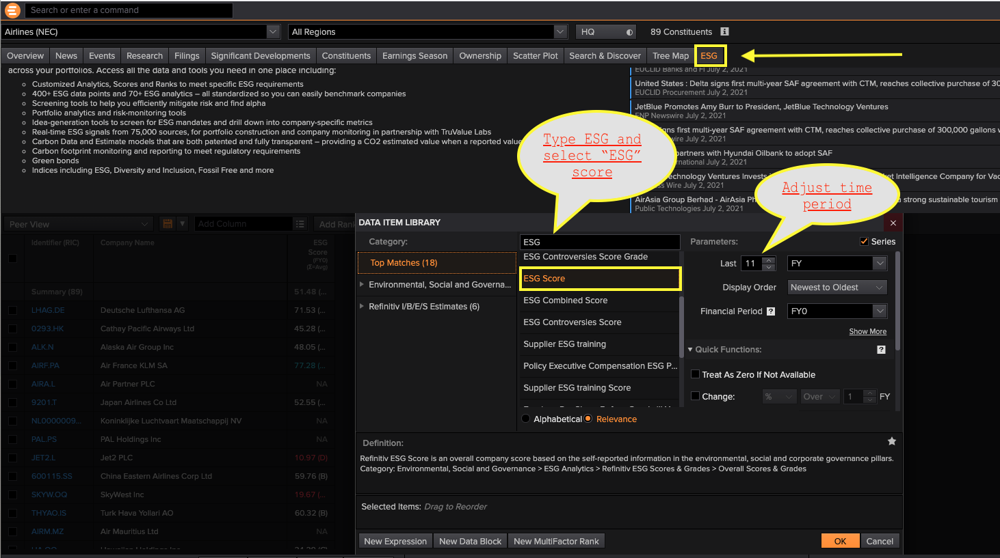 Search or enter a command
Airlines (NEC)
All Regions
HQ
89 Constituents
Overview
News
Events
Research
Filings
Significant Developments
Constituents
Earnings Season
Ownership
Scatter Plot
Search & Discover
Tree Map
ESG
across your portfolios. Access all the data and tools you need in one place including:
Customized Analytics, Scores and Ranks to meet specific ESG requirements
400+ ESG data points and 70+ ESG analytics – all standardized so you can easily benchmark companies
Screening tools to help you efficiently mitigate risk and find alpha
Portfolio analytics and risk-monitoring tools
Idea-generation tools to screen for ESG mandates and drill down into company-specific metrics
Real-time ESG signals from 75,000 sources, for portfolio construction and company monitoring in partnership with TruValue Labs
Carbon Data and Estimate models that are both patented and fully transparent – providing a CO2 estimated value when a reported value
Carbon footprint monitoring and reporting to meet regulatory requirements
Green bonds
Indices including ESG, Diversity and Inclusion, Fossil Free and more
EUCLID Banks and FI July 2, 2021
United States : Delta signs first multi-year SAF agreement with CTM, reaches collective purchase of 30
EUCLID Procurement July 2, 2021
JetBlue Promotes Amy Burr to President, JetBlue Technology Ventures
ENP Newswire July 2, 2021
gns first multi-year SAF agreement with CTM, reaches collective purchase of 300,000 gallons
wire July 2, 2021
partners with Hyundai Oilbank to adopt SAF
rnational July 2, 2021
echnology Ventures Invests i
ket Intelligence Company for Vac
ss Wire July 2, 2021
AirAsia Group Berhad - AirAsia Ph
a strong sustainable tourism
Public Technologies July 2, 2021
Type ESG and
select “ESG”
score
Adjust time
period
Peer View
Add Column
Add Rank
Identifier (RIC)
Company Name
ESG
Score
(FY0)
(Σ=Avg)
Summary (89)
51.48 (...
LHAG.DE
Deutsche Lufthansa AG
71.53 (...
0293.HK
Cathay Pacific Airways Ltd
45.28 (...
ALK.N
Alaska Air Group Inc
48.05 (...
AIRF.PA
Air France KLM SA
77.28 (...
AIRA.L
Air Partner PLC
NA
9201.T
Japan Airlines Co Ltd
52.55 (...
NL0000009...
Koninklijke Luchtvaart Maatschappij NV
NA
PAL.PS
PAL Holdings Inc
NA
JET2.L
Jet2 PLC
10.97 (D)
600115.SS
China Eastern Airlines Corp Ltd
59.76 (B)
SKYW.OQ
SkyWest Inc
19.67 (...
THYAO.IS
Turk Hava Yollari AO
60.32 (B)
AIRM.MZ
Air Mauritius Ltd
NA
DATA ITEM LIBRARY
Category:
Top Matches (18)
Environmental, Social and Governa...
Refinitiv I/B/E/S Estimates (6)
ESG
ESG Controversies Score Grade
ESG Score
ESG Combined Score
ESG Controversies Score
Supplier ESG training
Policy Executive Compensation ESG P...
Supplier ESG training Score
Alphabetical
Relevance
Parameters:
Series
Last
11
FY
Display Order
Newest to Oldest
Financial Period
FY0
Show More
Quick Functions:
Treat As Zero If Not Available
Change:
%
Over
1
FY
Definition:
Refinitiv ESG Score is an overall company score based on the self-reported information in the environmental, social and corporate governance pillars.
Category: Environmental, Social and Governance > ESG Analytics > Refinitiv ESG Scores & Grades > Overall Scores & Grades
Selected Items: Drag to Reorder
New Expression
New Data Block
New MultiFactor Rank
OK
Cancel